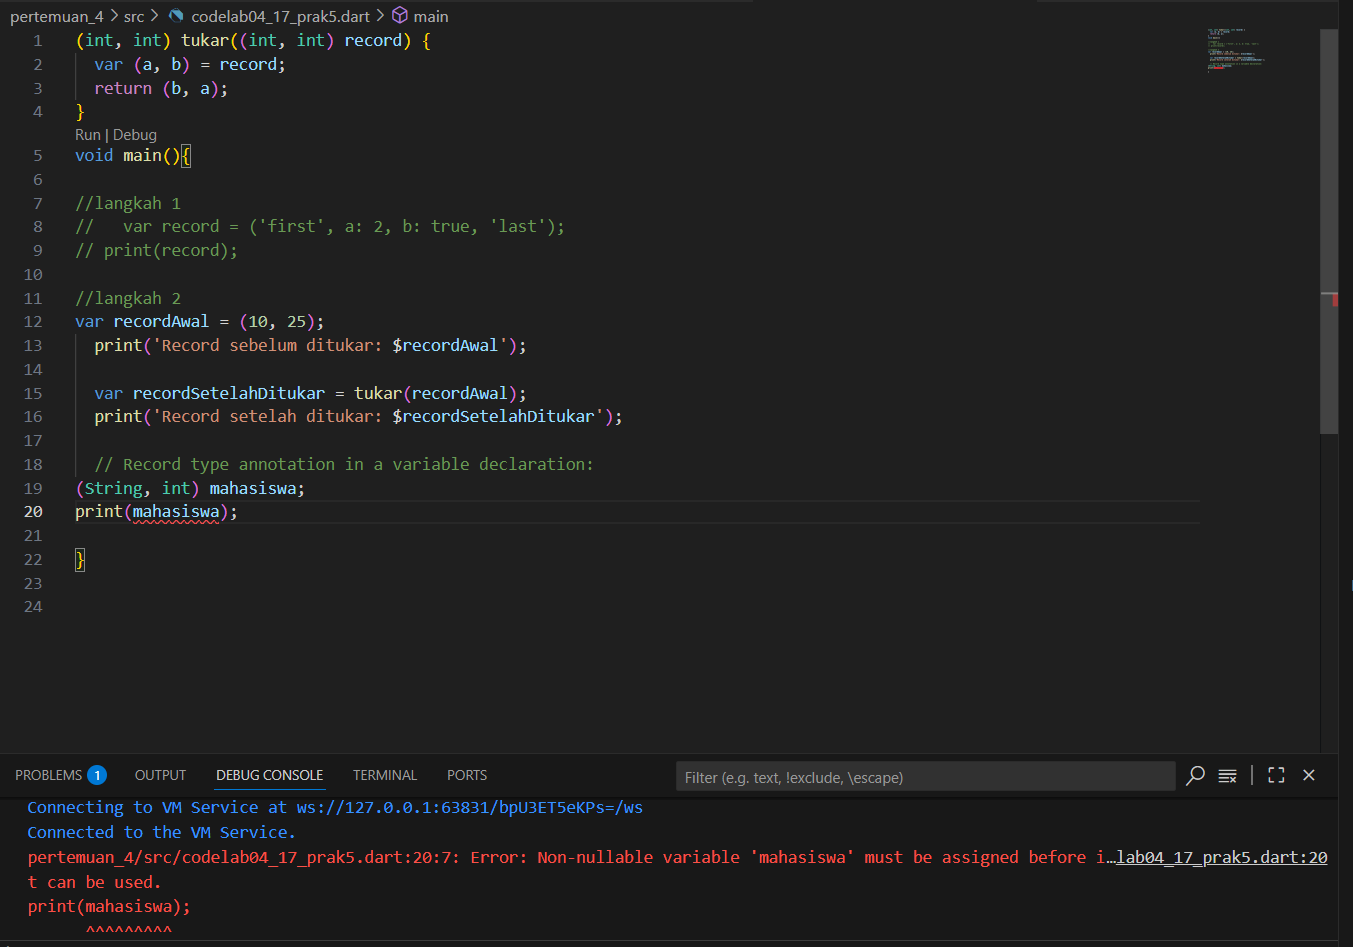 pertemuan_4 > src > codelab04_17_prak5.dart > main
1 (int, int) tukar((int, int) record) {
2 var (a, b) = record;
3 return (b, a);
4 }
Run | Debug
5 void main(){
6
7 //langkah 1
8 //   var record = ('first', a: 2, b: true, 'last');
9 // print(record);
10
11 //langkah 2
12 var recordAwal = (10, 25);
13 print('Record sebelum ditukar: $recordAwal');
14
15 var recordSetelahDitukar = tukar(recordAwal);
16 print('Record setelah ditukar: $recordSetelahDitukar');
17
18 // Record type annotation in a variable declaration:
19 (String, int) mahasiswa;
20 print(mahasiswa);
21
22 }
23
24
PROBLEMS 1 OUTPUT DEBUG CONSOLE TERMINAL PORTS Filter (e.g. text, !exclude, \escape)
Connecting to VM Service at ws://127.0.0.1:63831/bpU3ET5eKPs=/ws
Connected to the VM Service.
pertemuan_4/src/codelab04_17_prak5.dart:20:7: Error: Non-nullable variable 'mahasiswa' must be assigned before i…lab04_17_prak5.dart:20
t can be used.
print(mahasiswa);
^^^^^^^^^